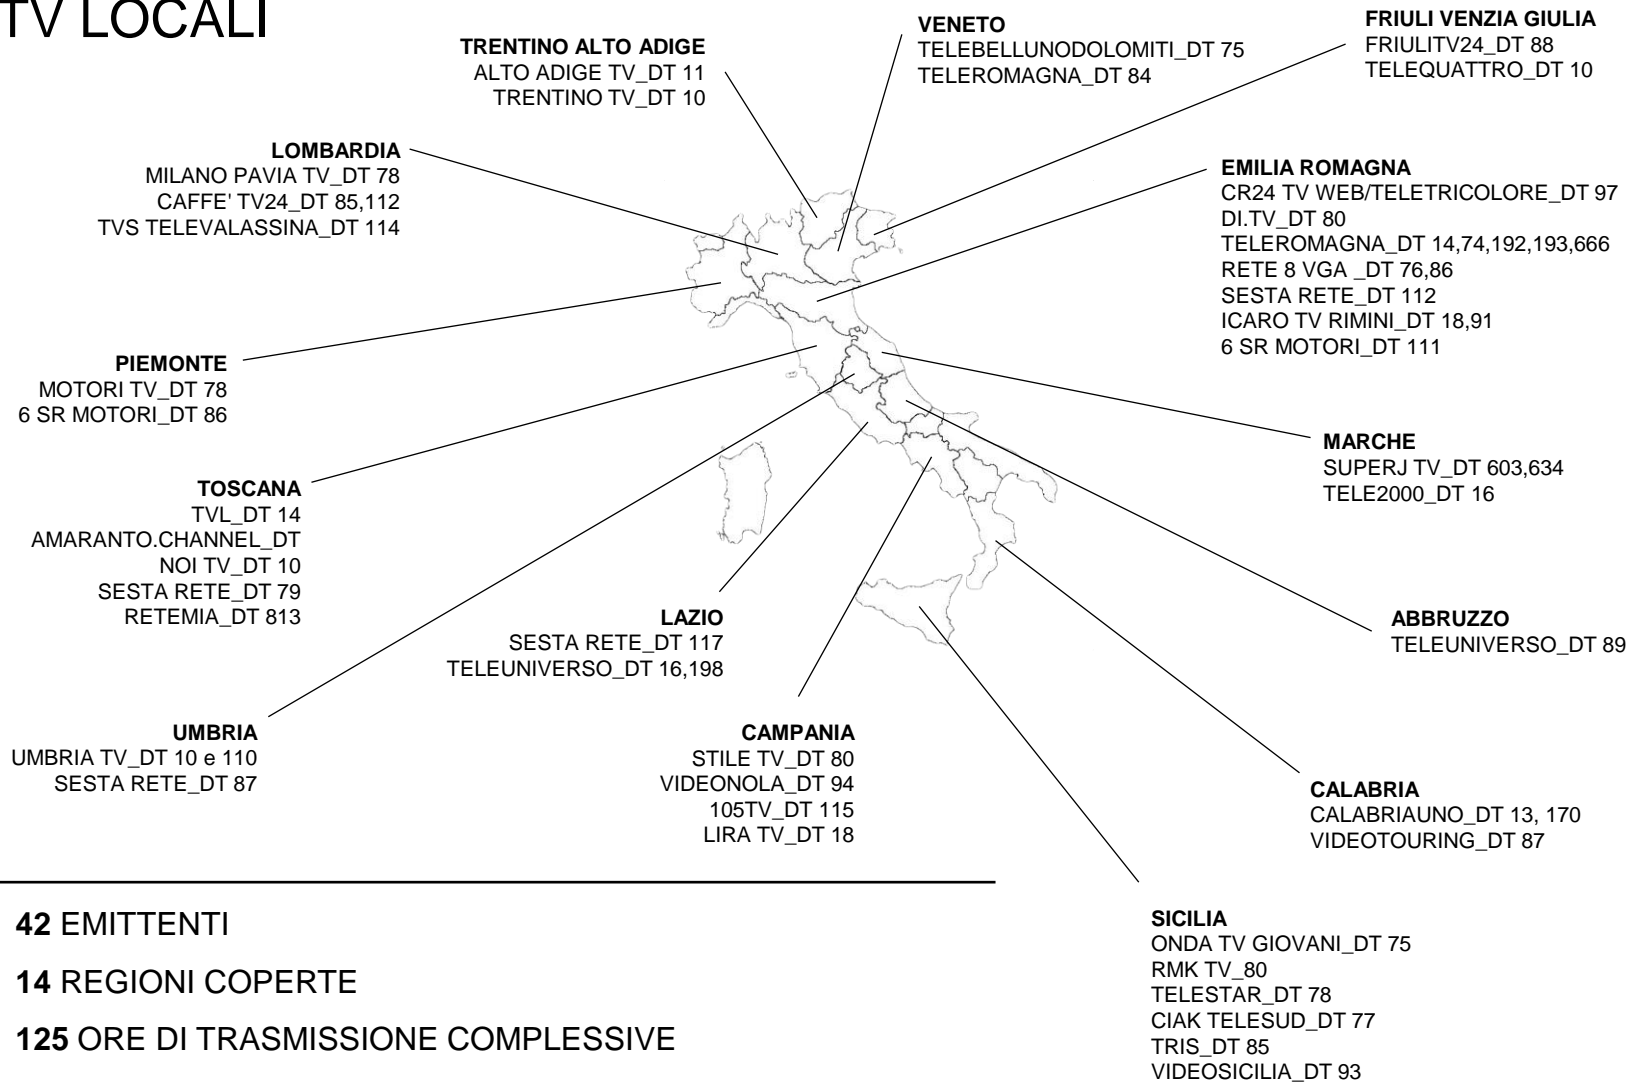 TV LOCALI
TRENTINO ALTO ADIGE
ALTO ADIGE TV_DT 11
TRENTINO TV_DT 10
VENETO
TELEBELLUNODOLOMITI_DT 75
TELEROMAGNA_DT 84
FRIULI VENZIA GIULIA
FRIULITV24_DT 88
TELEQUATTRO_DT 10
LOMBARDIA
MILANO PAVIA TV_DT 78
CAFFE' TV24_DT 85,112
TVS TELEVALASSINA_DT 114
EMILIA ROMAGNA
CR24 TV WEB/TELETRICOLORE_DT 97
DI.TV_DT 80
TELEROMAGNA_DT 14,74,192,193,666
RETE 8 VGA _DT 76,86
SESTA RETE_DT 112
ICARO TV RIMINI_DT 18,91
6 SR MOTORI_DT 111
PIEMONTE
MOTORI TV_DT 78
6 SR MOTORI_DT 86
MARCHE
SUPERJ TV_DT 603,634
TELE2000_DT 16
TOSCANA
TVL_DT 14
AMARANTO.CHANNEL_DT
NOI TV_DT 10
SESTA RETE_DT 79
RETEMIA_DT 813
LAZIO
SESTA RETE_DT 117
TELEUNIVERSO_DT 16,198
ABBRUZZO
TELEUNIVERSO_DT 89
UMBRIA
UMBRIA TV_DT 10 e 110
SESTA RETE_DT 87
CAMPANIA
STILE TV_DT 80
VIDEONOLA_DT 94
105TV_DT 115
LIRA TV_DT 18
CALABRIA
CALABRIAUNO_DT 13, 170
VIDEOTOURING_DT 87
SICILIA
ONDA TV GIOVANI_DT 75
RMK TV_80
TELESTAR_DT 78
CIAK TELESUD_DT 77
TRIS_DT 85
VIDEOSICILIA_DT 93
42 EMITTENTI
14 REGIONI COPERTE
125 ORE DI TRASMISSIONE COMPLESSIVE